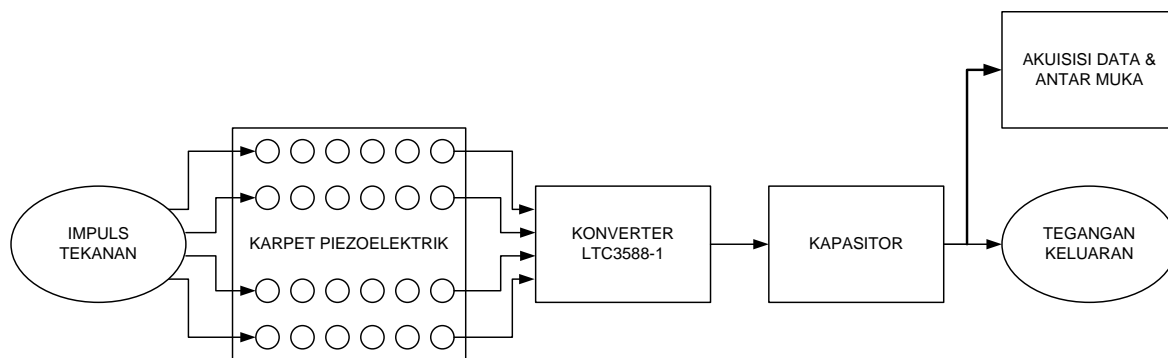 IMPULS
TEKANAN
KARPET PIEZOELEKTRIK
KONVERTER
LTC3588-1
KAPASITOR
AKUISISI DATA &
ANTAR MUKA
TEGANGAN
KELUARAN